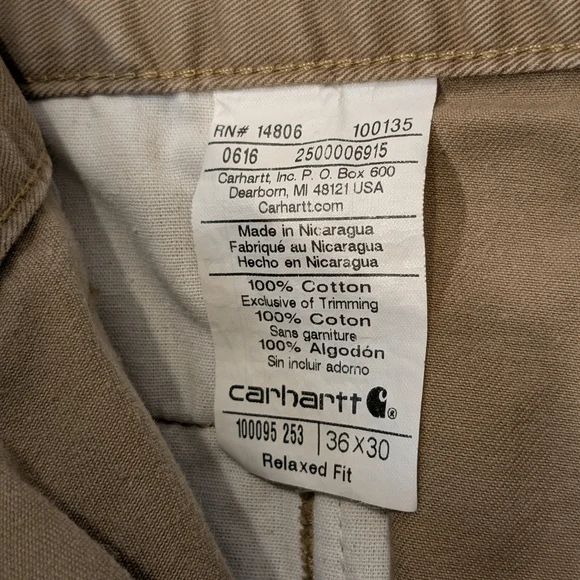 RN# 14806 100135
0616 2500006915
Carhartt, Inc. P. O. Box 600
Dearborn, MI 48121 USA
Carhartt.com
Made in Nicaragua
Fabriqué au Nicaragua
Hecho en Nicaragua
100% Cotton
Exclusive of Trimming
100% Coton
Sans garniture
100% Algodón
Sin incluir adorno
carhartt ®
100095 253 36X30
Relaxed Fit